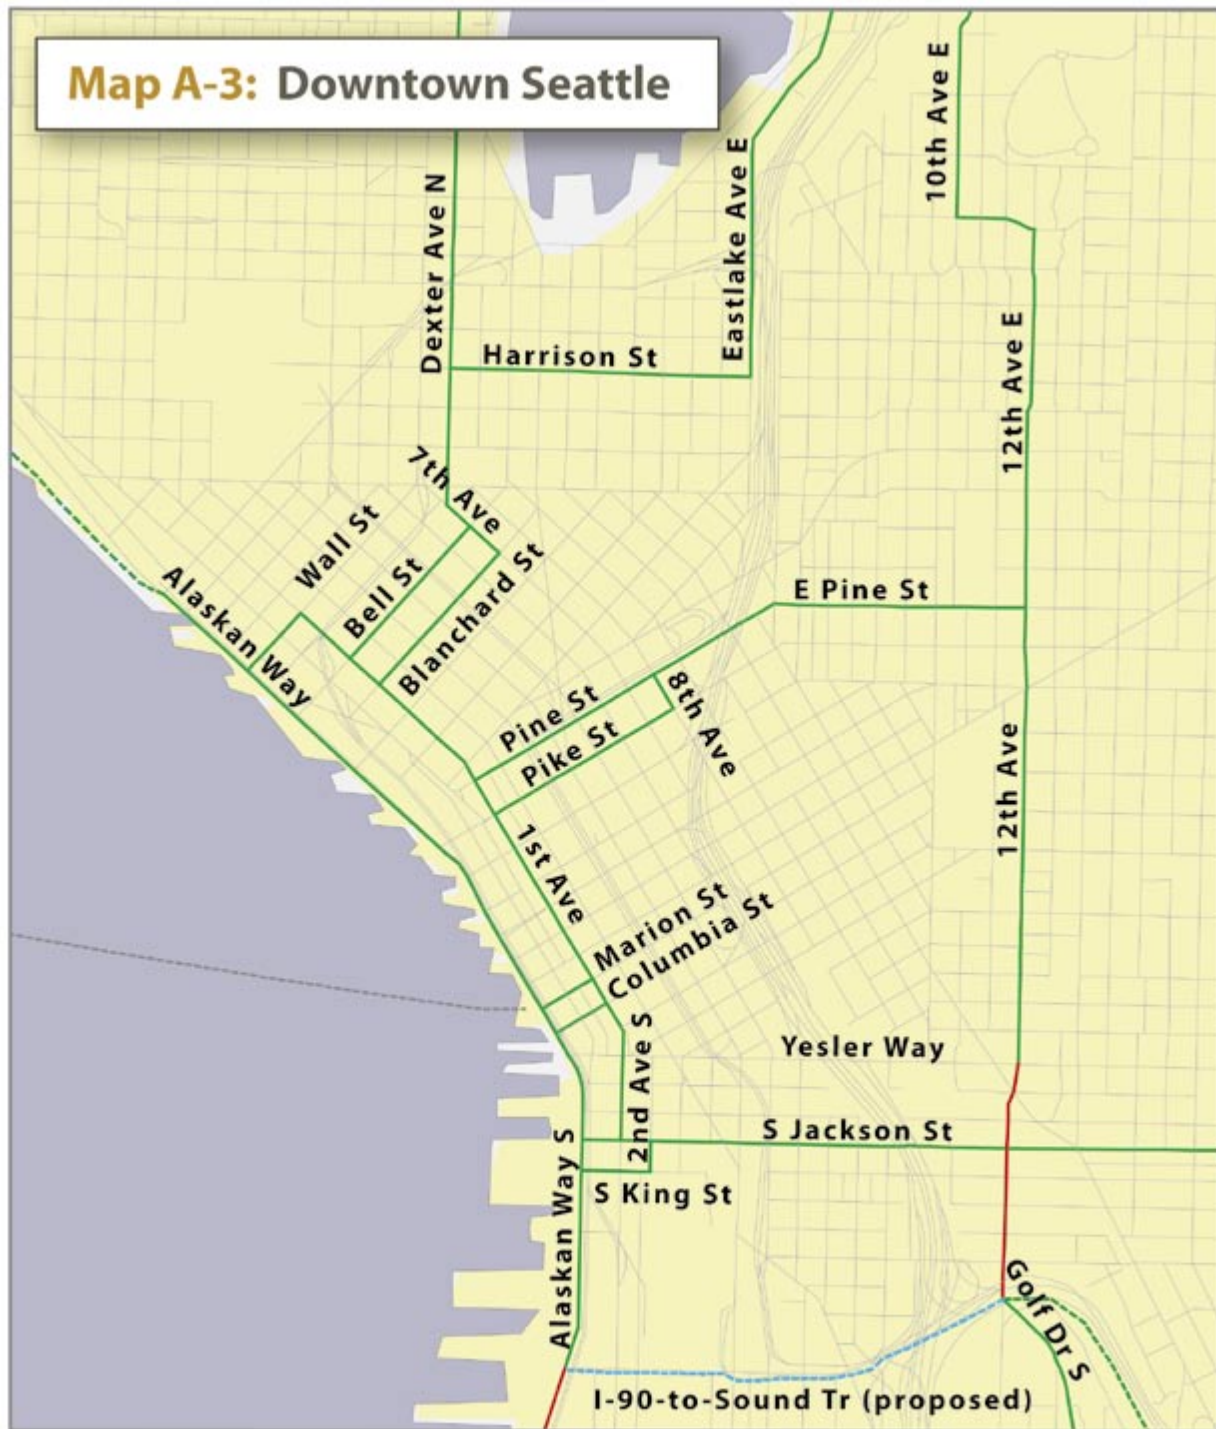 Map A-3: Downtown Seattle
10th Ave E
Eastlake Ave E
Dexter Ave N
Harrison St
12th Ave E
7th Ave
Wall St
Bell St
Blanchard St
Alaskan Way
E Pine St
Pine St
Pike St
8th Ave
12th Ave
1st Ave
Marion St
Columbia St
2nd Ave S
Yesler Way
S Jackson St
Alaskan Way S
S King St
Golf Dr S
I-90-to-Sound Tr (proposed)